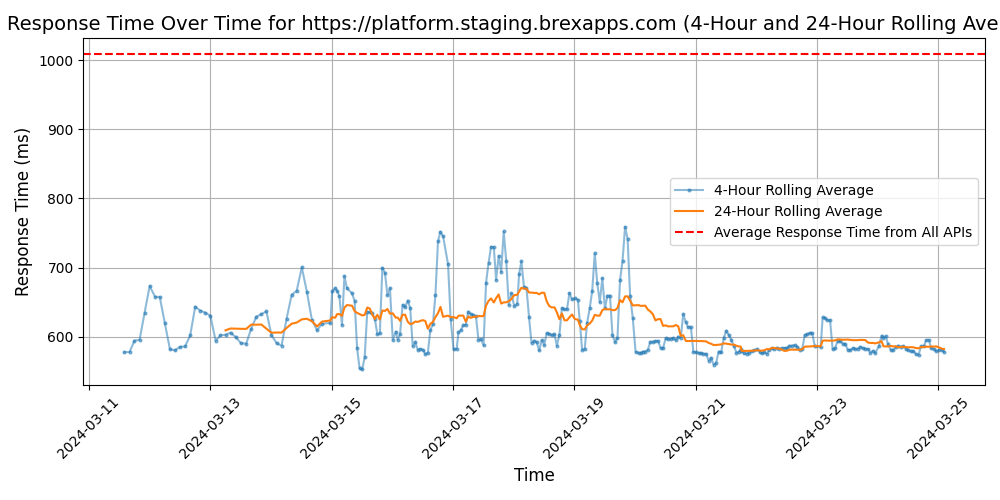 Response Time Over Time for https://platform.staging.brexapps.com (4-Hour and 24-Hour Rolling Ave
Response Time (ms)
1000
900
800
700
600
4-Hour Rolling Average
24-Hour Rolling Average
Average Response Time from All APIs
2024-03-11
2024-03-13
2024-03-15
2024-03-17
2024-03-19
2024-03-21
2024-03-23
2024-03-25
Time